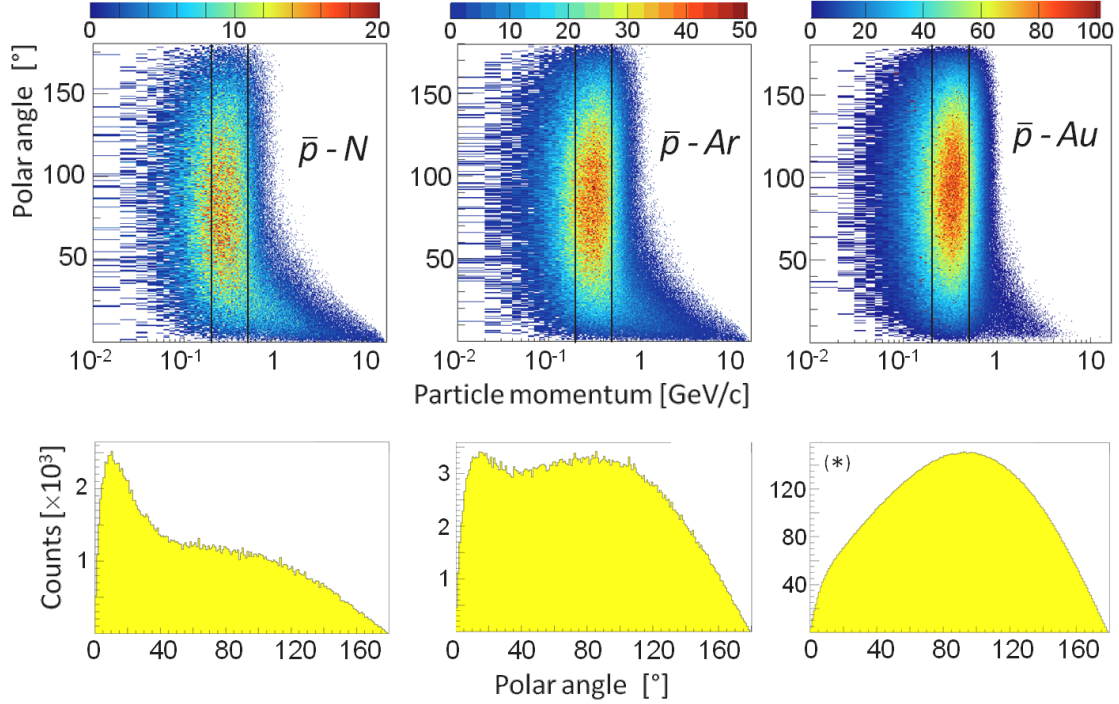 0 10 20
0 10 20 30 40 50
0 20 40 60 80 100
Polar angle [°]
150
100
50
p̄ - N
150
100
50
p̄ - Ar
150
100
50
p̄ - Au
10-2 10-1 1 10
10-2 10-1 1 10
10-2 10-1 1 10
Particle momentum [GeV/c]
Counts [×10³]
2
1
3
2
1
(*)
120
80
40
0 40 80 120 160
0 40 80 120 160
0 40 80 120 160
Polar angle [°]